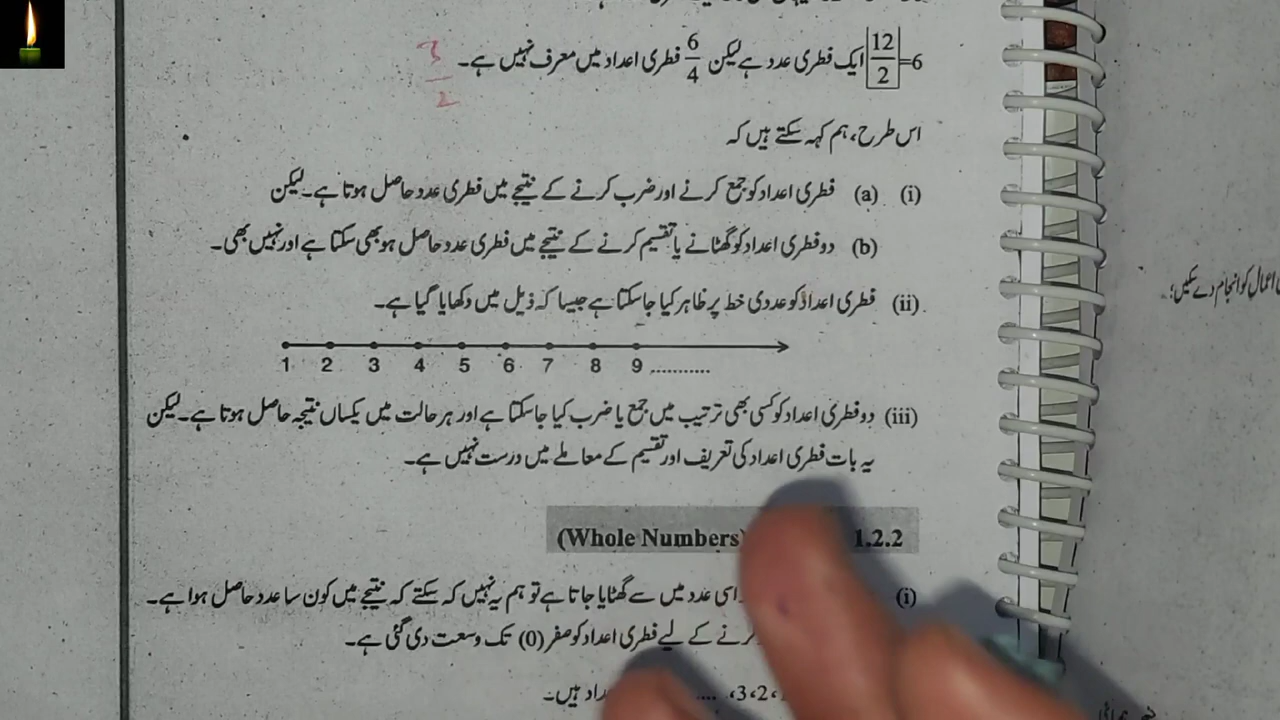 12/2=6 ایک فطری عدد ہے لیکن 6/4 فطری اعداد میں معرف نہیں ہے۔ 3/2
اس طرح، ہم کہہ سکتے ہیں کہ
(i) (a) فطری اعداد کو جمع کرنے اور ضرب کرنے کے نتیجے میں فطری عدد حاصل ہوتا ہے۔ لیکن
(b) دو فطری اعداد کو گھٹانے یا تقسیم کرنے کے نتیجے میں فطری عدد حاصل ہو بھی سکتا ہے اور نہیں بھی۔
(ii) فطری اعداد کو عددی خط پر ظاہر کیا جاسکتا ہے جیسا کہ ذیل میں دکھایا گیا ہے۔
1 2 3 4 5 6 7 8 9 ...........
(iii) دو فطری اعداد کو کسی بھی ترتیب میں جمع یا ضرب کیا جاسکتا ہے اور ہر حالت میں یکساں نتیجہ حاصل ہوتا ہے۔ لیکن
یہ بات فطری اعداد کی تعریف اور تقسیم کے معاملے میں درست نہیں ہے۔
1.2.2 (Whole Numbers)
(i) اسی عدد میں سے گھٹایا جاتا ہے تو ہم یہ نہیں کہ سکتے کہ نتیجے میں کون سا عدد حاصل ہوا ہے۔
کرنے کے لیے فطری اعداد کو صفر (0) تک وسعت دی گئی ہے۔
2، 3، .... ہیں۔
اعمال کو انجام دے سکیں؛